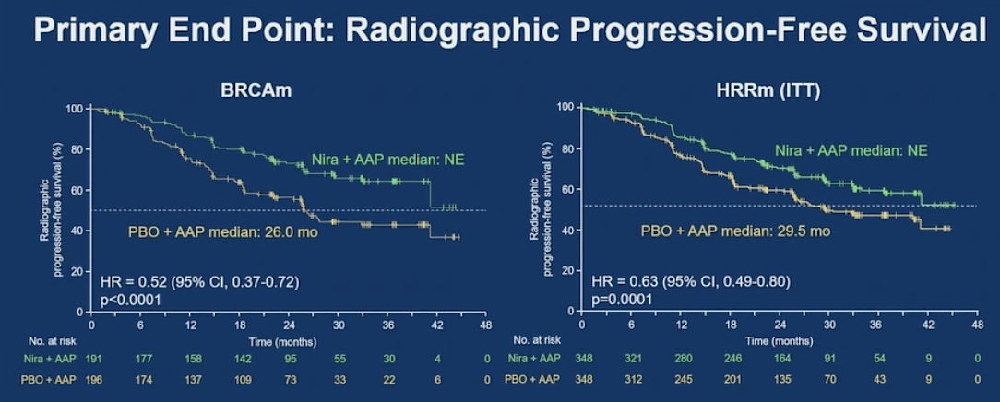 Primary End Point: Radiographic Progression-Free Survival
BRCAm
Radiographic
progression-free survival (%)
100
80
60
40
20
0
Nira + AAP median: NE
PBO + AAP median: 26.0 mo
HR = 0.52 (95% CI, 0.37-0.72)
p<0.0001
0 6 12 18 24 30 36 42 48
Time (months)
No. at risk
Nira + AAP 191 177 158 142 95 55 30 4 0
PBO + AAP 196 174 137 109 73 33 22 6 0
HRRm (ITT)
Radiographic
progression-free survival (%)
100
80
60
40
20
0
Nira + AAP median: NE
PBO + AAP median: 29.5 mo
HR = 0.63 (95% CI, 0.49-0.80)
p=0.0001
0 6 12 18 24 30 36 42 48
Time (months)
No. at risk
Nira + AAP 348 321 280 246 164 91 54 9 0
PBO + AAP 348 312 245 201 135 70 43 9 0